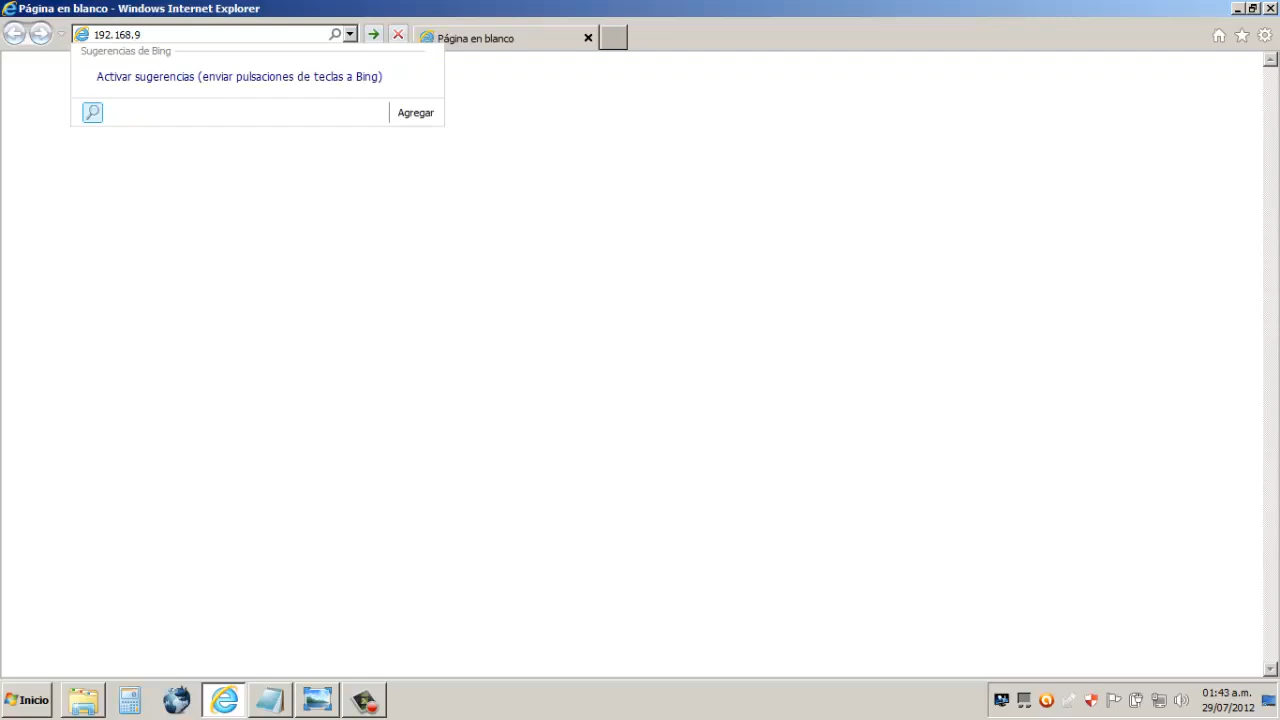 Página en blanco - Windows Internet Explorer
192.168.9
Página en blanco
Sugerencias de Bing
Activar sugerencias (enviar pulsaciones de teclas a Bing)
Agregar
Inicio
01:43 a.m.
29/07/2012